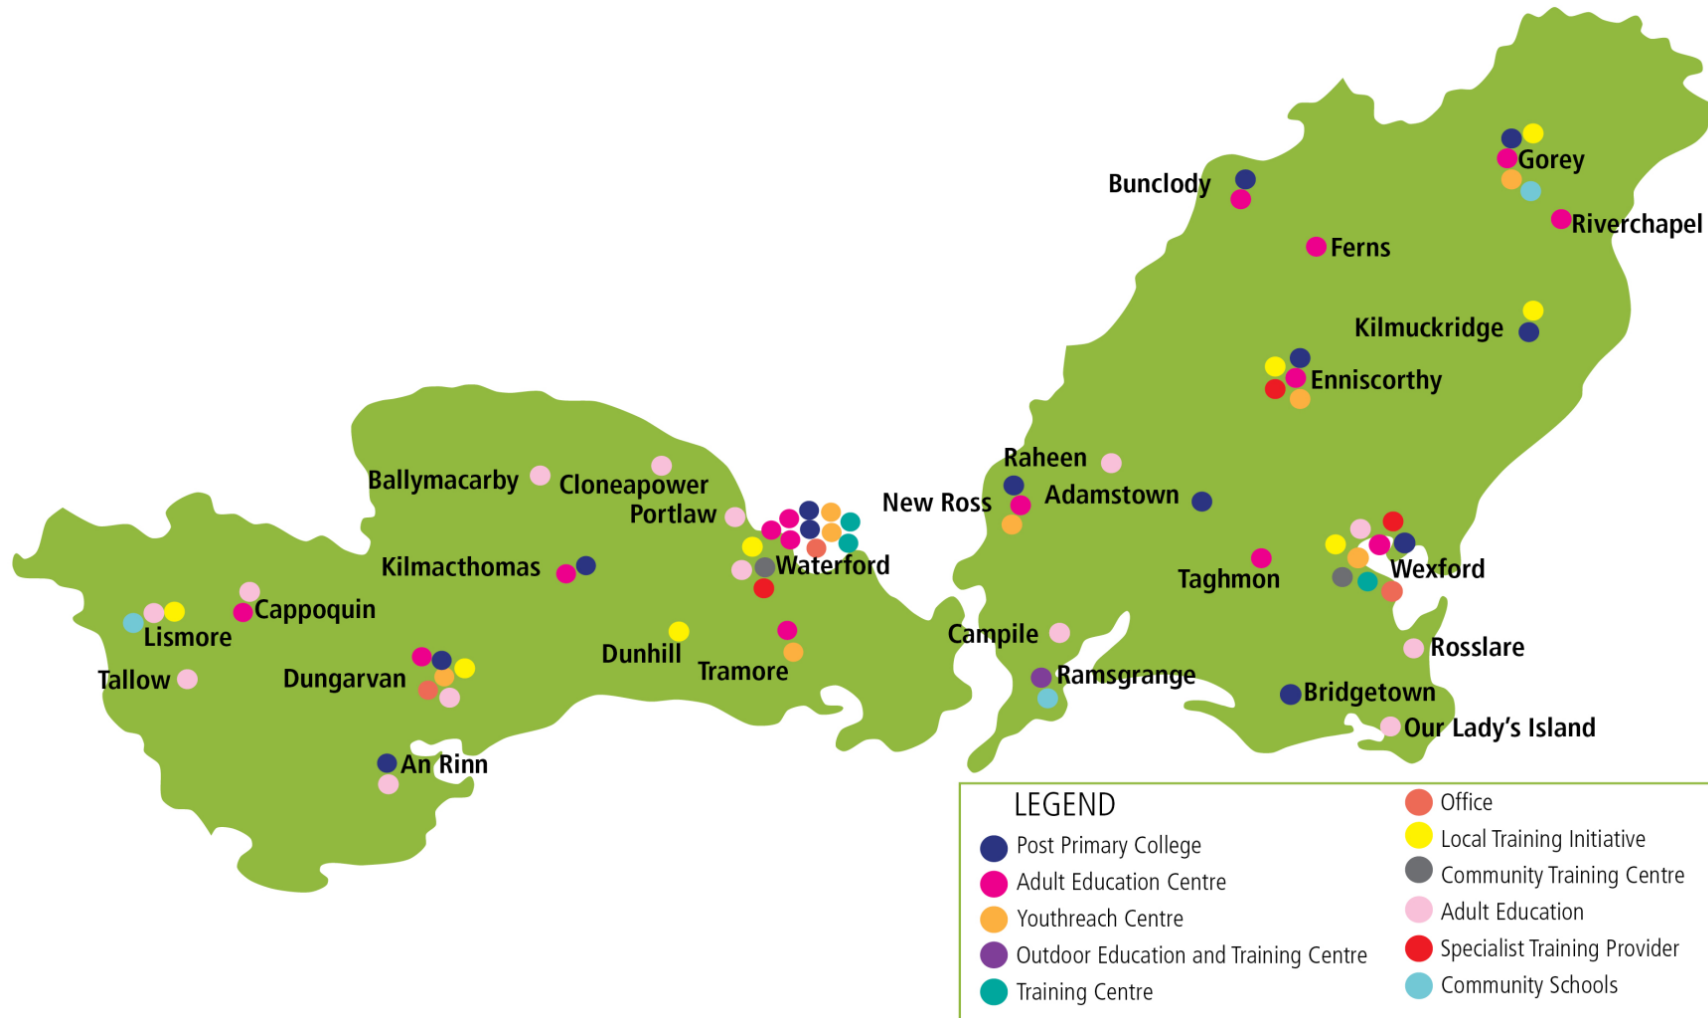 Gorey
Bunclody
Riverchapel
Ferns
Kilmuckridge
Enniscorthy
Raheen
Ballymacarby
Cloneapower
Adamstown
New Ross
Portlaw
Waterford
Kilmacthomas
Wexford
Taghmon
Cappoquin
Lismore
Campile
Rosslare
Dunhill
Tramore
Ramsgrange
Dungarvan
Tallow
Bridgetown
Our Lady’s Island
An Rinn
LEGEND
Post Primary College
Adult Education Centre
Youthreach Centre
Outdoor Education and Training Centre
Training Centre
Office
Local Training Initiative
Community Training Centre
Adult Education
Specialist Training Provider
Community Schools